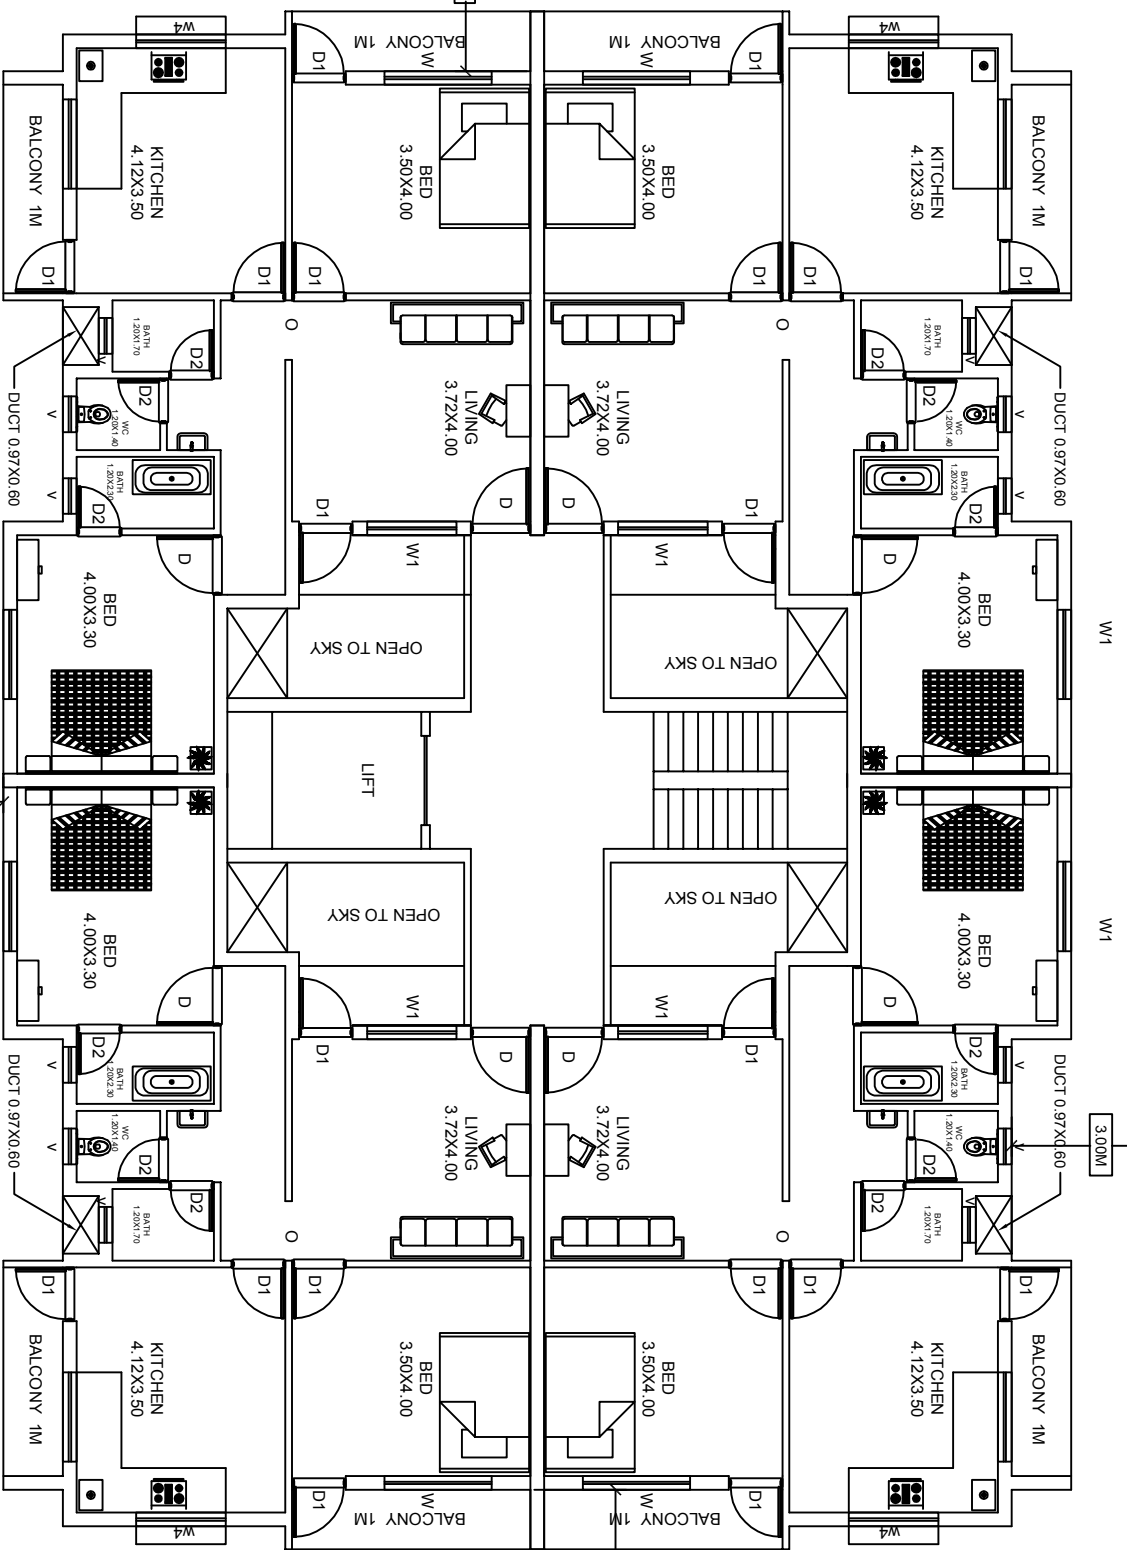 W4
W4
BALCONY 1M
BALCONY 1M
D1
W
W
D1
BALCONY 1M
KITCHEN
4.12X3.50
BED
3.50X4.00
BED
3.50X4.00
KITCHEN
4.12X3.50
BALCONY 1M
D1
D1
D1
D1
D1
D1
BATH
1.20X1.70
V
D2
O
O
D2
BATH
1.20X1.70
V
DUCT 0.97X0.60
V
WC
1.20X1.40
D2
LIVING
3.72X4.00
LIVING
3.72X4.00
D2
WC
1.20X1.40
V
DUCT 0.97X0.60
V
BATH
1.20X2.30
D2
D1
D
D
D1
BATH
1.20X2.30
D2
V
D
W1
W1
D
BED
4.00X3.30
OPEN TO SKY
OPEN TO SKY
BED
4.00X3.30
W1
LIFT
BED
4.00X3.30
OPEN TO SKY
OPEN TO SKY
BED
4.00X3.30
W1
D
W1
W1
D
V
D2
BATH
1.20X2.30
D1
D
D
D1
BATH
1.20X2.30
D2
V
DUCT 0.97X0.60
V
WC
1.20X1.40
D2
LIVING
3.72X4.00
LIVING
3.72X4.00
D2
WC
1.20X1.40
DUCT 0.97X0.60
3.00M
V
BATH
1.20X1.70
D2
O
O
D2
BATH
1.20X1.70
V
D1
D1
D1
D1
D1
D1
BALCONY 1M
KITCHEN
4.12X3.50
BED
3.50X4.00
BED
3.50X4.00
KITCHEN
4.12X3.50
BALCONY 1M
D1
W
W
D1
BALCONY 1M
BALCONY 1M
W4
W4